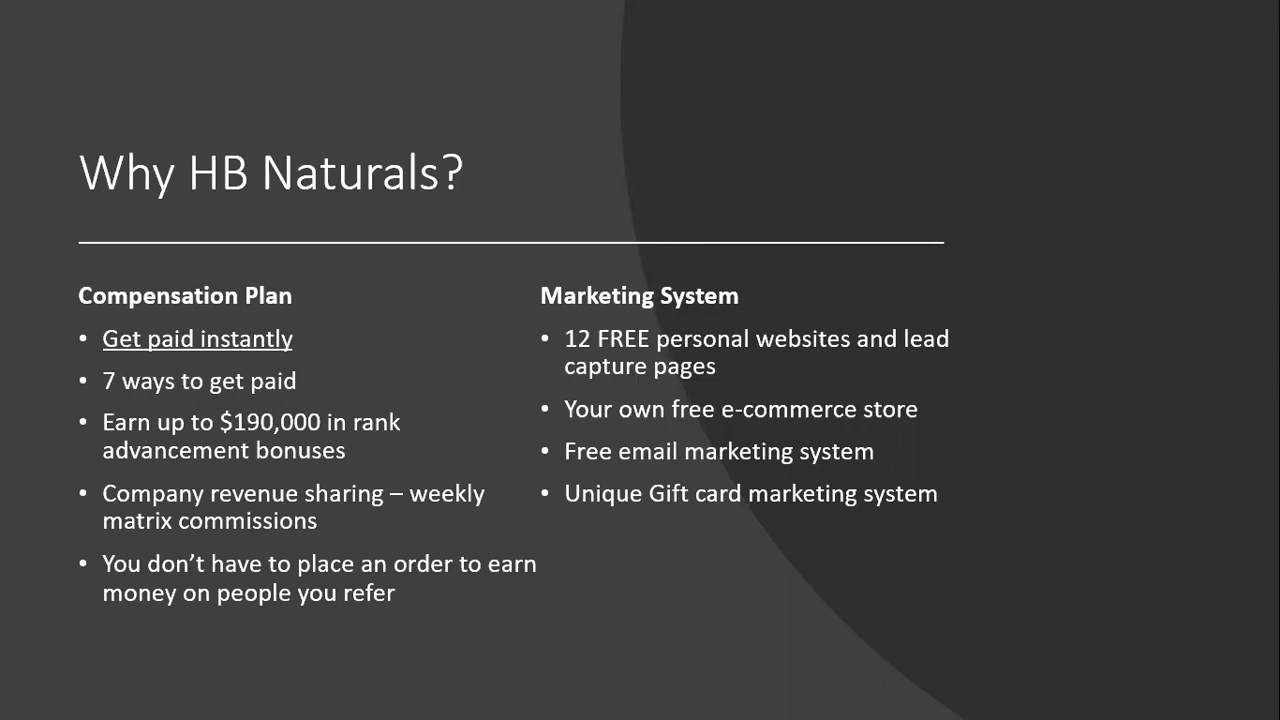 Why HB Naturals?
Compensation Plan
• Get paid instantly
• 7 ways to get paid
• Earn up to $190,000 in rank
advancement bonuses
• Company revenue sharing – weekly
matrix commissions
• You don’t have to place an order to earn
money on people you refer
Marketing System
• 12 FREE personal websites and lead
capture pages
• Your own free e-commerce store
• Free email marketing system
• Unique Gift card marketing system